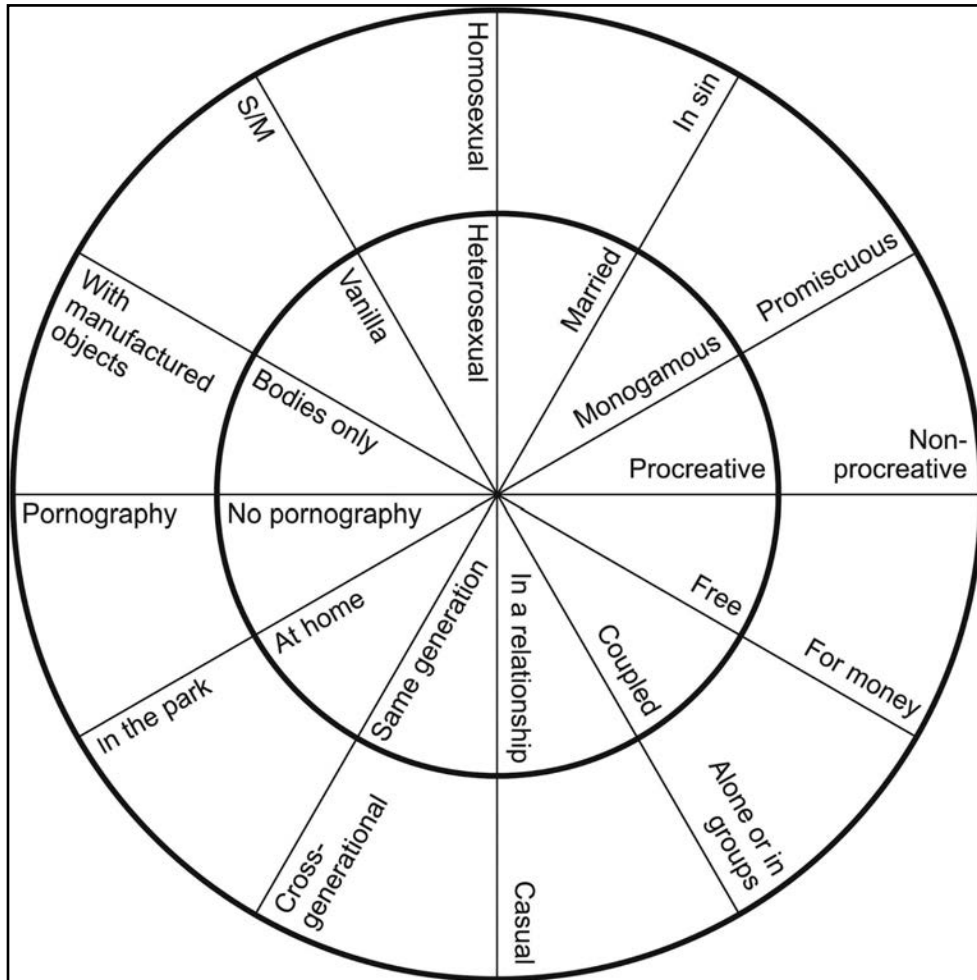 Homosexual
Heterosexual
In sin
Married
Promiscuous
Monogamous
Non-
procreative
Procreative
For money
Free
Alone or in
groups
Coupled
Casual
In a relationship
Cross-
generational
Same generation
In the park
At home
Pornography
No pornography
With
manufactured
objects
Bodies only
S/M
Vanilla